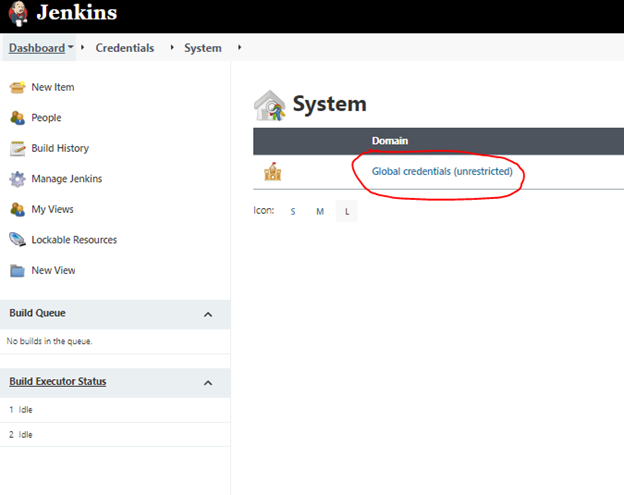 Jenkins
Dashboard Credentials System
New Item
People
Build History
Manage Jenkins
My Views
Lockable Resources
New View
Build Queue
No builds in the queue.
Build Executor Status
1 Idle
2 Idle
System
Domain
Global credentials (unrestricted)
Icon: S M L